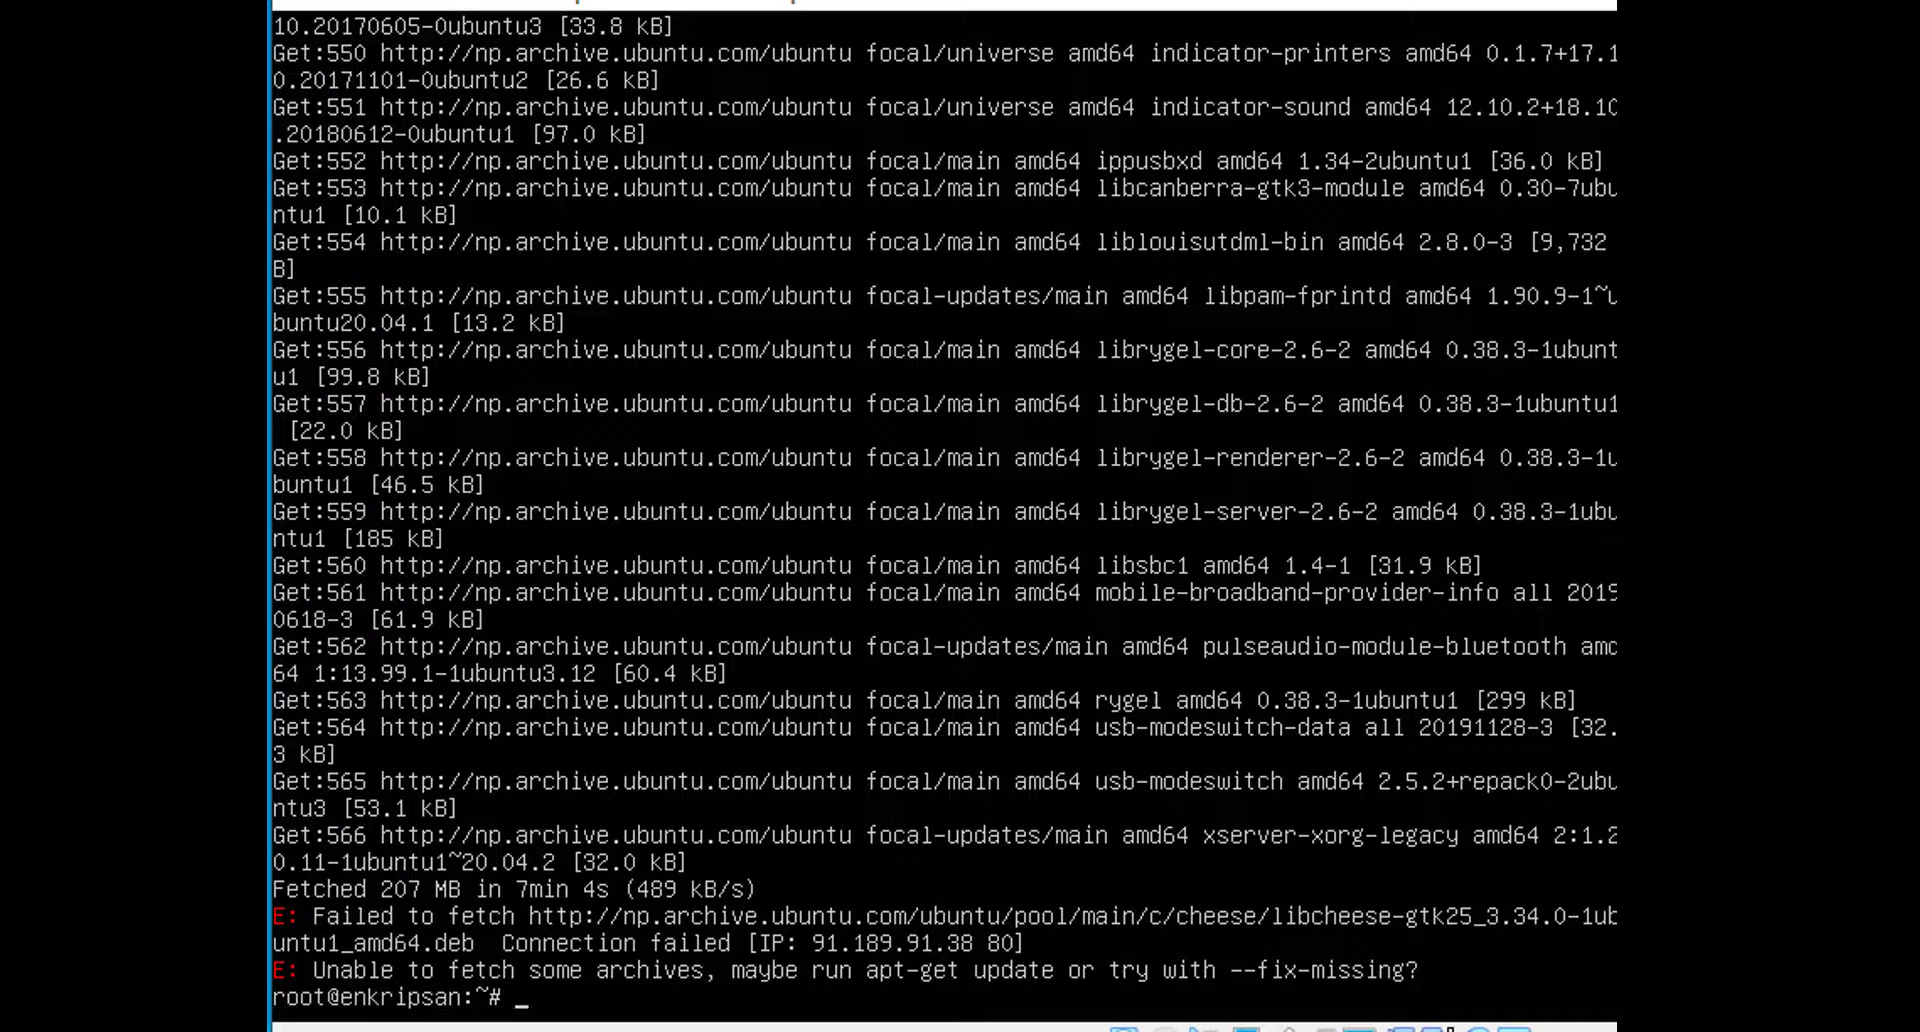 10.20170605-0ubuntu3 [33.8 kB]
Get:550 http://np.archive.ubuntu.com/ubuntu focal/universe amd64 indicator-printers amd64 0.1.7+17.1
0.20171101-0ubuntu2 [26.6 kB]
Get:551 http://np.archive.ubuntu.com/ubuntu focal/universe amd64 indicator-sound amd64 12.10.2+18.10
.20180612-0ubuntu1 [97.0 kB]
Get:552 http://np.archive.ubuntu.com/ubuntu focal/main amd64 ippusbxd amd64 1.34-2ubuntu1 [36.0 kB]
Get:553 http://np.archive.ubuntu.com/ubuntu focal/main amd64 libcanberra-gtk3-module amd64 0.30-7ubu
ntu1 [10.1 kB]
Get:554 http://np.archive.ubuntu.com/ubuntu focal/main amd64 liblouisutdml-bin amd64 2.8.0-3 [9,732
B]
Get:555 http://np.archive.ubuntu.com/ubuntu focal-updates/main amd64 libpam-fprintd amd64 1.90.9-1~u
buntu20.04.1 [13.2 kB]
Get:556 http://np.archive.ubuntu.com/ubuntu focal/main amd64 librygel-core-2.6-2 amd64 0.38.3-1ubunt
u1 [99.8 kB]
Get:557 http://np.archive.ubuntu.com/ubuntu focal/main amd64 librygel-db-2.6-2 amd64 0.38.3-1ubuntu1
[22.0 kB]
Get:558 http://np.archive.ubuntu.com/ubuntu focal/main amd64 librygel-renderer-2.6-2 amd64 0.38.3-1u
buntu1 [46.5 kB]
Get:559 http://np.archive.ubuntu.com/ubuntu focal/main amd64 librygel-server-2.6-2 amd64 0.38.3-1ubu
ntu1 [185 kB]
Get:560 http://np.archive.ubuntu.com/ubuntu focal/main amd64 libsbc1 amd64 1.4-1 [31.9 kB]
Get:561 http://np.archive.ubuntu.com/ubuntu focal/main amd64 mobile-broadband-provider-info all 2019
0618-3 [61.9 kB]
Get:562 http://np.archive.ubuntu.com/ubuntu focal-updates/main amd64 pulseaudio-module-bluetooth amd
64 1:13.99.1-1ubuntu3.12 [60.4 kB]
Get:563 http://np.archive.ubuntu.com/ubuntu focal/main amd64 rygel amd64 0.38.3-1ubuntu1 [299 kB]
Get:564 http://np.archive.ubuntu.com/ubuntu focal/main amd64 usb-modeswitch-data all 20191128-3 [32.
3 kB]
Get:565 http://np.archive.ubuntu.com/ubuntu focal/main amd64 usb-modeswitch amd64 2.5.2+repack0-2ubu
ntu3 [53.1 kB]
Get:566 http://np.archive.ubuntu.com/ubuntu focal-updates/main amd64 xserver-xorg-legacy amd64 2:1.2
0.11-1ubuntu1~20.04.2 [32.0 kB]
Fetched 207 MB in 7min 4s (489 kB/s)
E: Failed to fetch http://np.archive.ubuntu.com/ubuntu/pool/main/c/cheese/libcheese-gtk25_3.34.0-1ub
untu1_amd64.deb  Connection failed [IP: 91.189.91.38 80]
E: Unable to fetch some archives, maybe run apt-get update or try with --fix-missing?
root@enkripsan:~# _